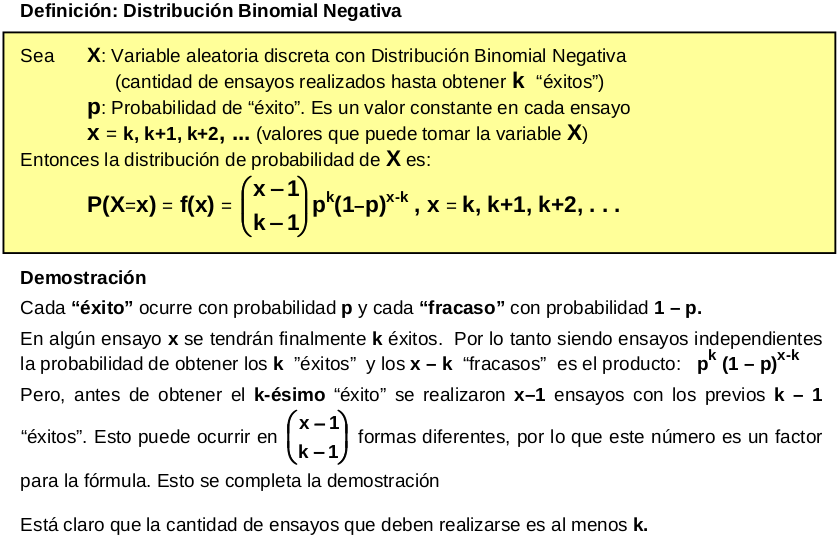 Definición: Distribución Binomial Negativa
Sea X: Variable aleatoria discreta con Distribución Binomial Negativa
(cantidad de ensayos realizados hasta obtener k “éxitos”)
p: Probabilidad de “éxito”. Es un valor constante en cada ensayo
x = k, k+1, k+2, ... (valores que puede tomar la variable X)
Entonces la distribución de probabilidad de X es:
P(X=x) = f(x) = (x – 1 k – 1) p^k(1–p)^x-k , x = k, k+1, k+2, . . .
Demostración
Cada “éxito” ocurre con probabilidad p y cada “fracaso” con probabilidad 1 – p.
En algún ensayo x se tendrán finalmente k éxitos. Por lo tanto siendo ensayos independientes
la probabilidad de obtener los k ”éxitos” y los x – k “fracasos” es el producto: p^k (1 – p)^x-k
Pero, antes de obtener el k-ésimo “éxito” se realizaron x–1 ensayos con los previos k – 1
“éxitos”. Esto puede ocurrir en (x – 1 k – 1) formas diferentes, por lo que este número es un factor
para la fórmula. Esto se completa la demostración
Está claro que la cantidad de ensayos que deben realizarse es al menos k.